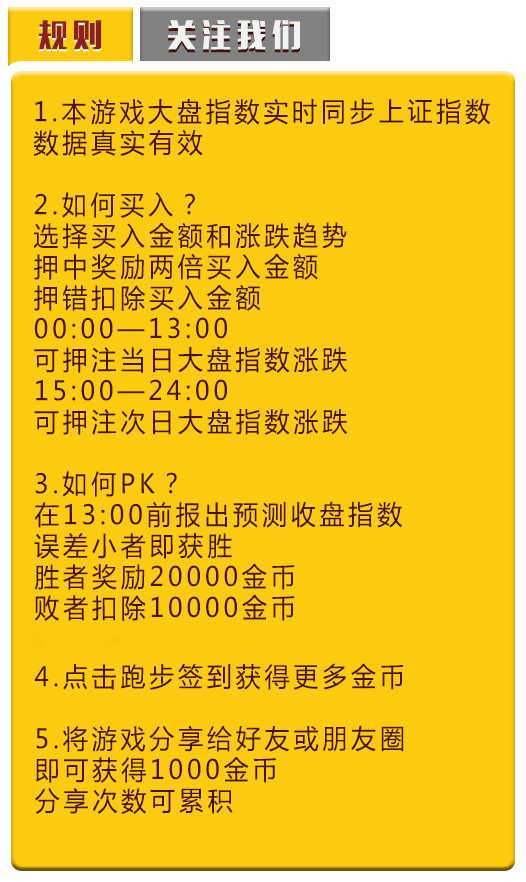 规则
关注我们
1.本游戏大盘指数实时同步上证指数
数据真实有效
2.如何买入？
选择买入金额和涨跌趋势
押中奖励两倍买入金额
押错扣除买入金额
00:00—13:00
可押注当日大盘指数涨跌
15:00—24:00
可押注次日大盘指数涨跌
3.如何PK？
在13:00前报出预测收盘指数
误差小者即获胜
胜者奖励20000金币
败者扣除10000金币
4.点击跑步签到获得更多金币
5.将游戏分享给好友或朋友圈
即可获得1000金币
分享次数可累积